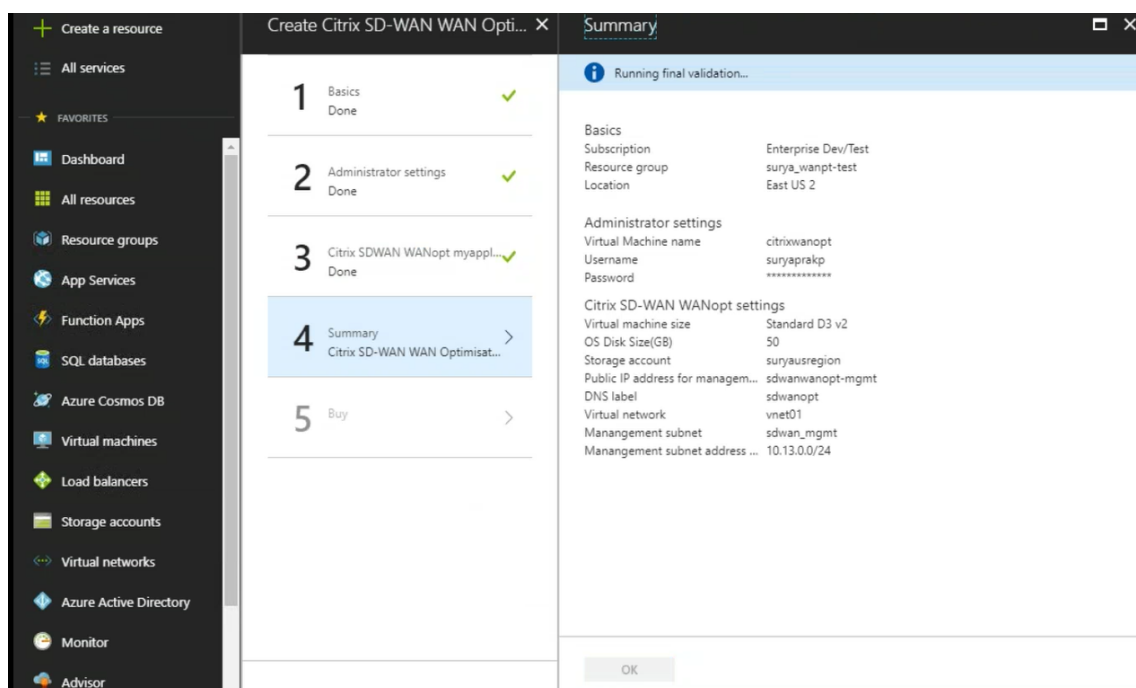 Create a resource
All services
FAVORITES
Dashboard
All resources
Resource groups
App Services
Function Apps
SQL databases
Azure Cosmos DB
Virtual machines
Load balancers
Storage accounts
Virtual networks
Azure Active Directory
Monitor
Advisor
Create Citrix SD-WAN WAN Opti...
1 Basics
Done
2 Administrator settings
Done
3 Citrix SDWAN WANopt myappl...
Done
4 Summary
Citrix SD-WAN WAN Optimisat...
5 Buy
Summary
Running final validation...
Basics
Subscription Enterprise Dev/Test
Resource group surya_wanpt-test
Location East US 2
Administrator settings
Virtual Machine name citrixwanopt
Username suryaprakp
Password *************
Citrix SD-WAN WANopt settings
Virtual machine size Standard D3 v2
OS Disk Size(GB) 50
Storage account suryausregion
Public IP address for managem... sdwanwanopt-mgmt
DNS label sdwanopt
Virtual network vnet01
Manangement subnet sdwan_mgmt
Manangement subnet address ... 10.13.0.0/24
OK